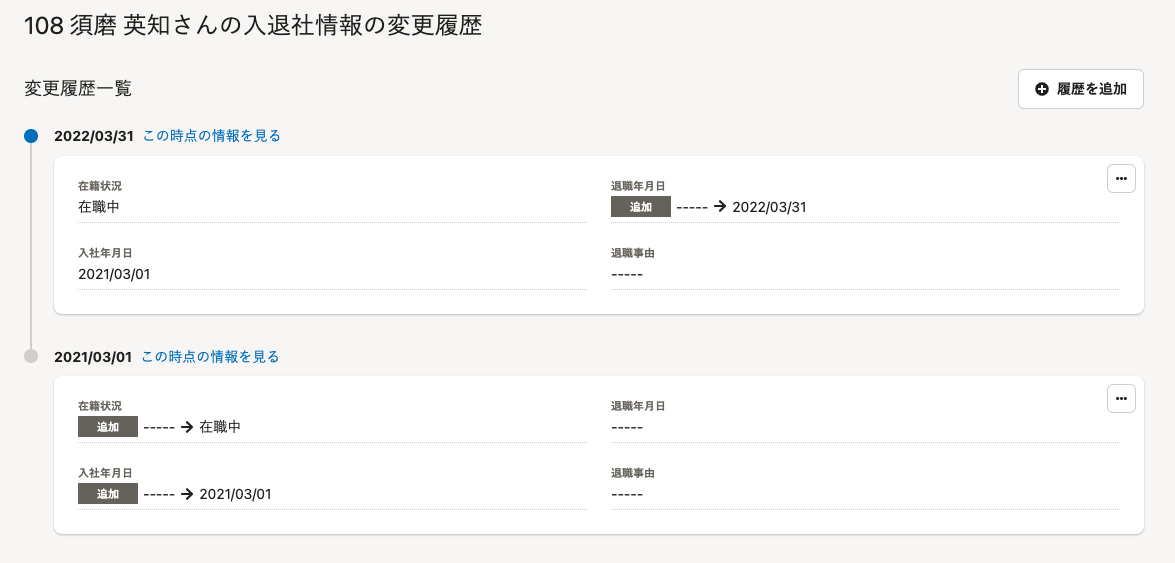 108 須磨 英知さんの入退社情報の変更履歴
変更履歴一覧
履歴を追加
2022/03/31 この時点の情報を見る
在籍状況
在職中
退職年月日
追加 ----- → 2022/03/31
入社年月日
2021/03/01
退職事由
-----
2021/03/01 この時点の情報を見る
在籍状況
追加 ----- → 在職中
退職年月日
-----
入社年月日
追加 ----- → 2021/03/01
退職事由
-----